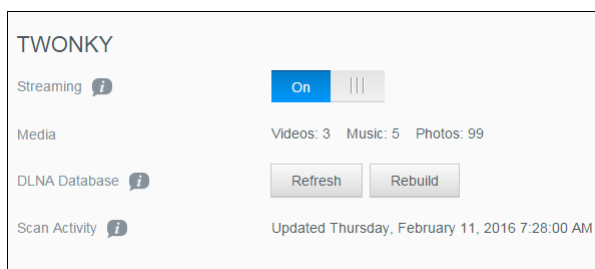 TWONKY
Streaming
On
Media Videos: 3 Music: 5 Photos: 99
DLNA Database
Refresh Rebuild
Scan Activity Updated Thursday, February 11, 2016 7:28:00 AM